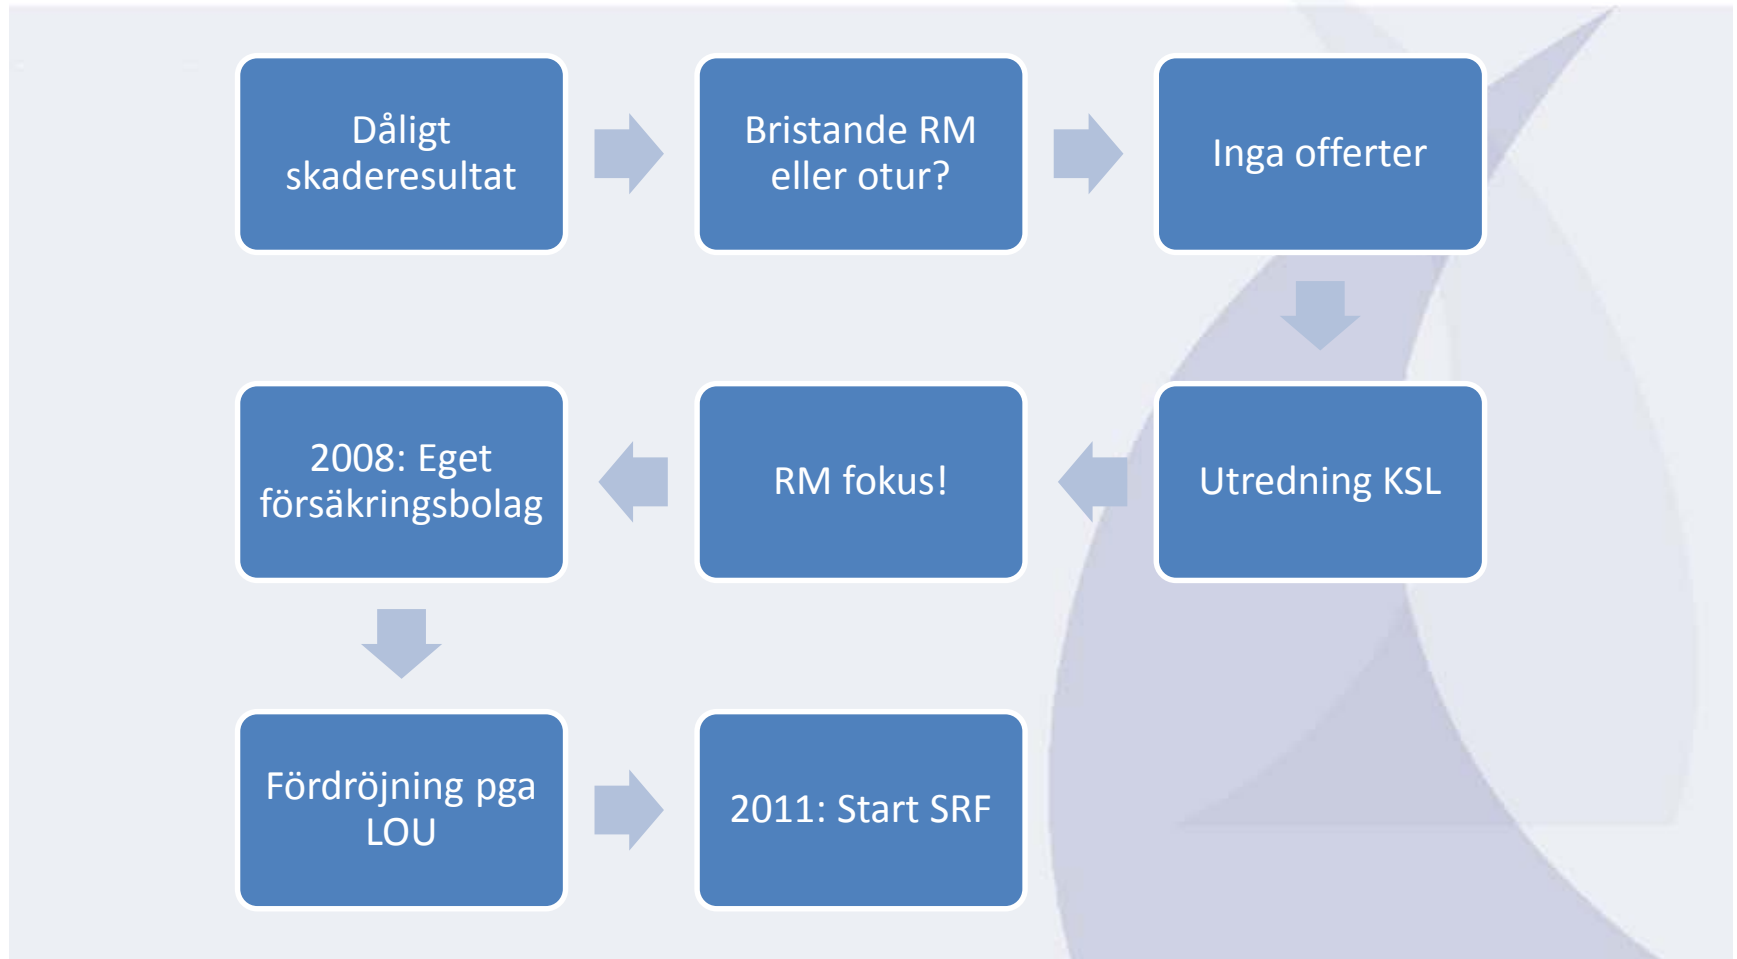 Dåligt
skaderesultat
Bristande RM
eller otur?
Inga offerter
Utredning KSL
RM fokus!
2008: Eget
försäkringsbolag
Fördröjning pga
LOU
2011: Start SRF